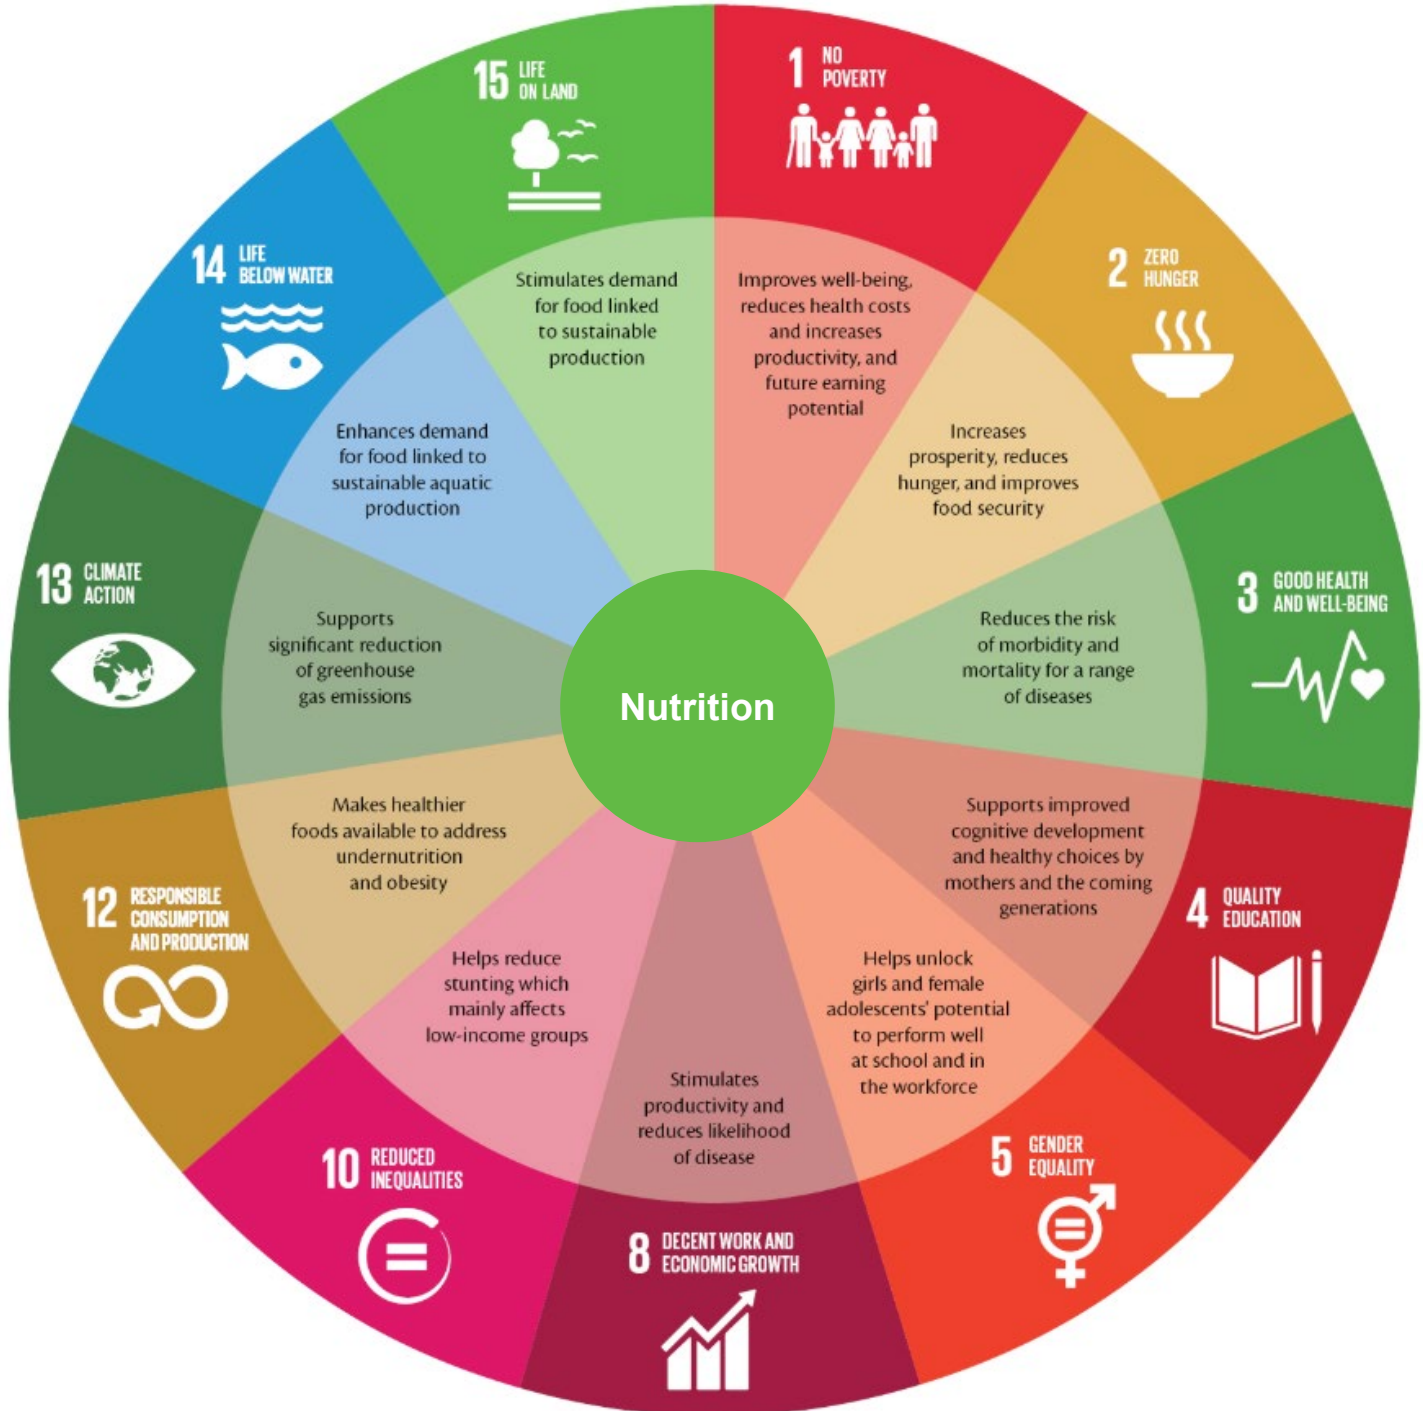 1 NO
POVERTY
Improves well-being,
reduces health costs
and increases
productivity, and
future earning
potential
2 ZERO
HUNGER
Increases
prosperity, reduces
hunger, and improves
food security
3 GOOD HEALTH
AND WELL-BEING
Reduces the risk
of morbidity and
mortality for a range
of diseases
4 QUALITY
EDUCATION
Supports improved
cognitive development
and healthy choices by
mothers and the coming
generations
5 GENDER
EQUALITY
Helps unlock
girls and female
adolescents' potential
to perform well
at school and in
the workforce
8 DECENT WORK AND
ECONOMIC GROWTH
Stimulates
productivity and
reduces likelihood
of disease
10 REDUCED
INEQUALITIES
Helps reduce
stunting which
mainly affects
low-income groups
12 RESPONSIBLE
CONSUMPTION
AND PRODUCTION
Makes healthier
foods available to address
undernutrition
and obesity
13 CLIMATE
ACTION
Supports
significant reduction
of greenhouse
gas emissions
14 LIFE
BELOW WATER
Enhances demand
for food linked to
sustainable aquatic
production
15 LIFE
ON LAND
Stimulates demand
for food linked
to sustainable
production
Nutrition